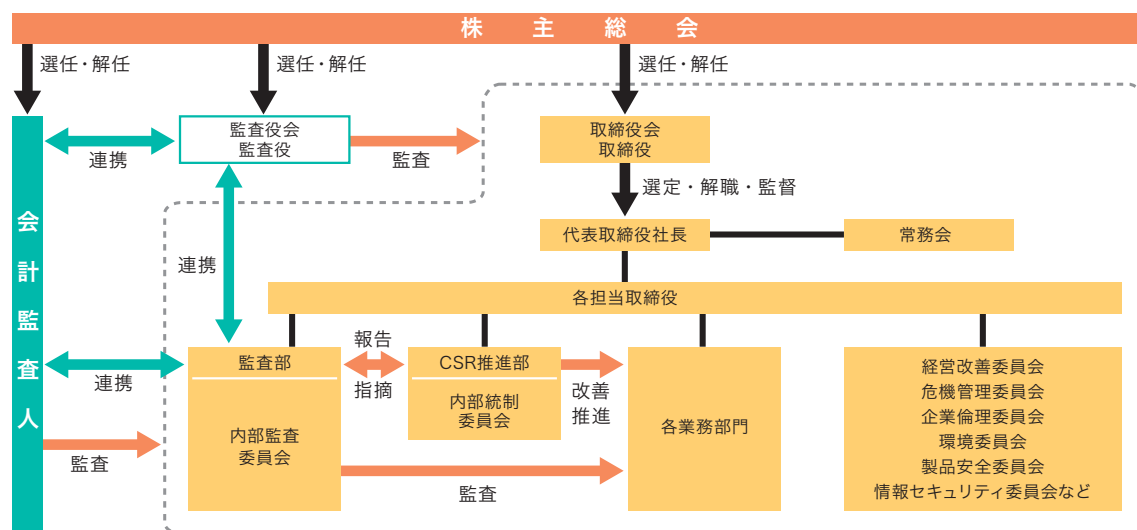 株主総会
選任・解任
選任・解任
選任・解任
会計監査人
連携
監査役会
監査役
監査
取締役会
取締役
選定・解職・監督
代表取締役社長
常務会
連携
各担当取締役
連携
監査部
内部監査
委員会
報告
指摘
CSR推進部
内部統制
委員会
改善
推進
各業務部門
経営改善委員会
危機管理委員会
企業倫理委員会
環境委員会
製品安全委員会
情報セキュリティ委員会など
監査
監査